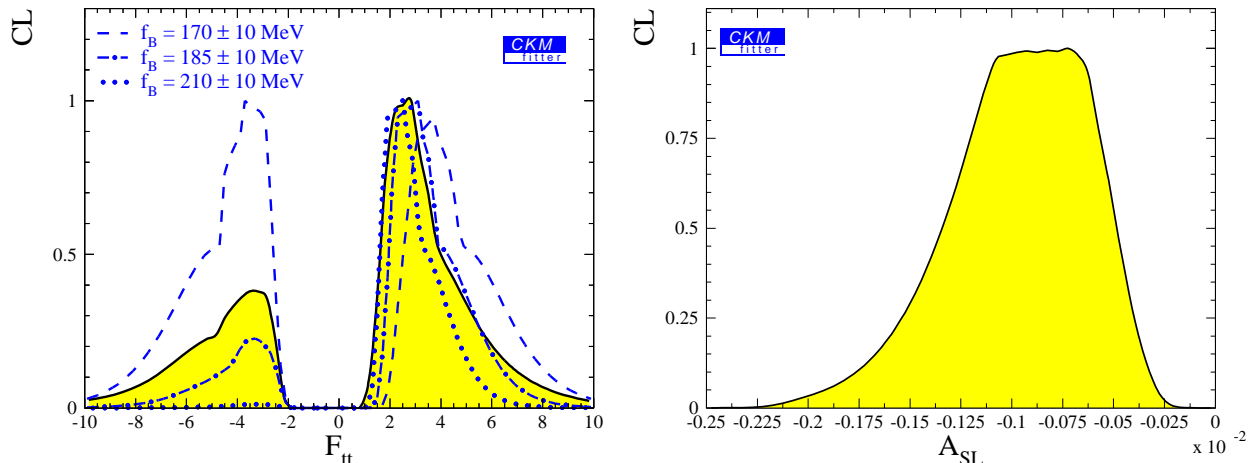 CL
f_B = 170 ± 10 MeV
f_B = 185 ± 10 MeV
f_B = 210 ± 10 MeV
CKM
fitter
1
0.5
0
-10 -8 -6 -4 -2 0 2 4 6 8 10
F_tt
CL
CKM
fitter
1
0.75
0.5
0.25
0
-0.25 -0.225 -0.2 -0.175 -0.15 -0.125 -0.1 -0.075 -0.05 -0.025 0
x 10^-2
A_SL